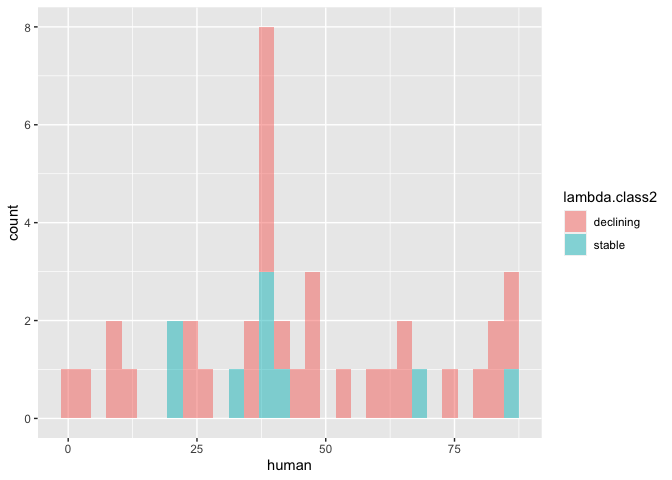 8
6
4
2
0
count
0 25 50 75
human
lambda.class2
declining
stable